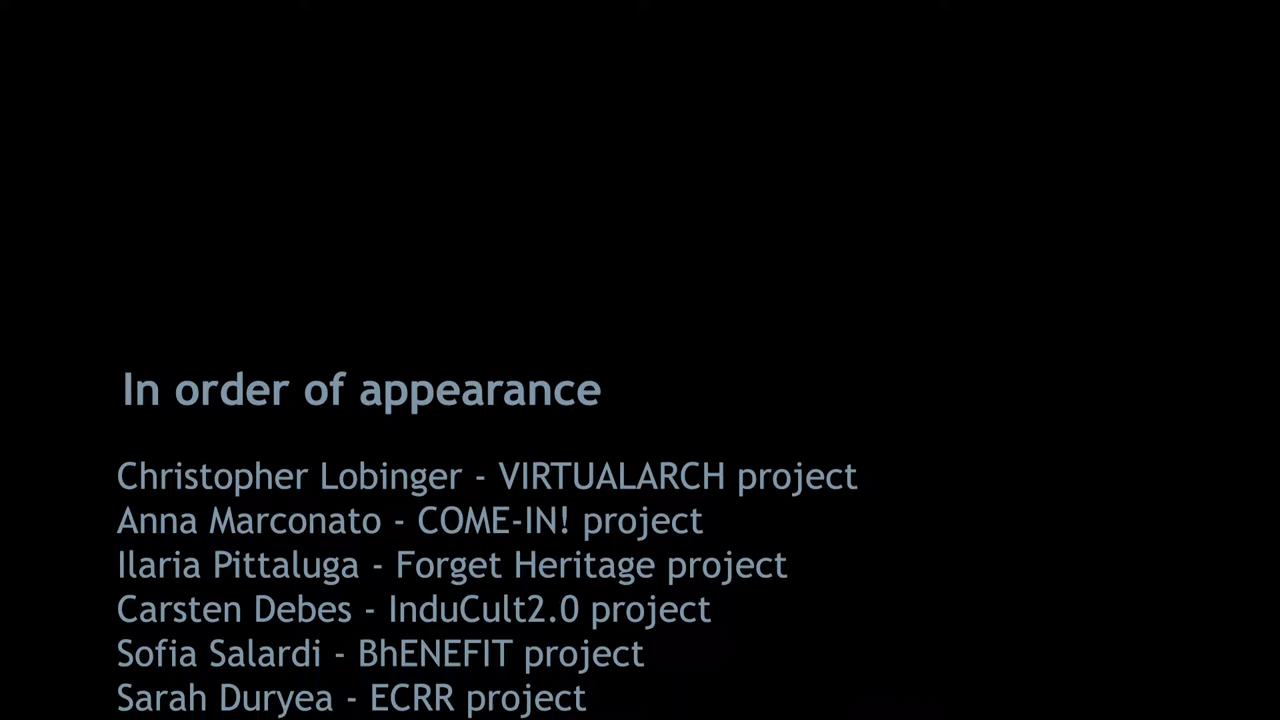 In order of appearance
Christopher Lobinger - VIRTUALARCH project
Anna Marconato - COME-IN! project
Ilaria Pittaluga - Forget Heritage project
Carsten Debes - InduCult2.0 project
Sofia Salardi - BhENEFIT project
Sarah Duryea - ECRR project